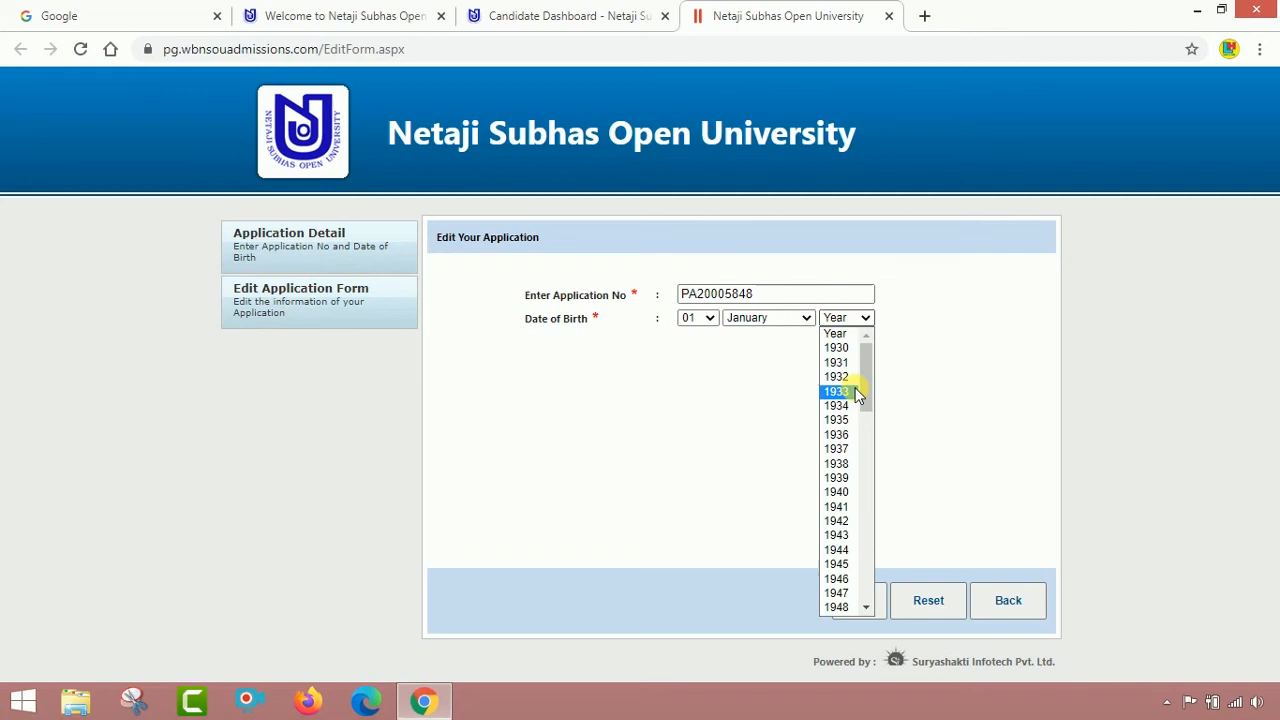 Google
Welcome to Netaji Subhas Open
Candidate Dashboard - Netaji Su
Netaji Subhas Open University
pg.wbnsouadmissions.com/EditForm.aspx
NETAJI SUBHAS OPEN UNIVERSITY
Netaji Subhas Open University
Application Detail
Enter Application No and Date of
Birth
Edit Application Form
Edit the information of your
Application
Edit Your Application
Enter Application No * : PA20005848
Date of Birth * : 01 January Year
Year
1930
1931
1932
1933
1934
1935
1936
1937
1938
1939
1940
1941
1942
1943
1944
1945
1946
1947
1948
Reset
Back
Powered by : Suryashakti Infotech Pvt. Ltd.